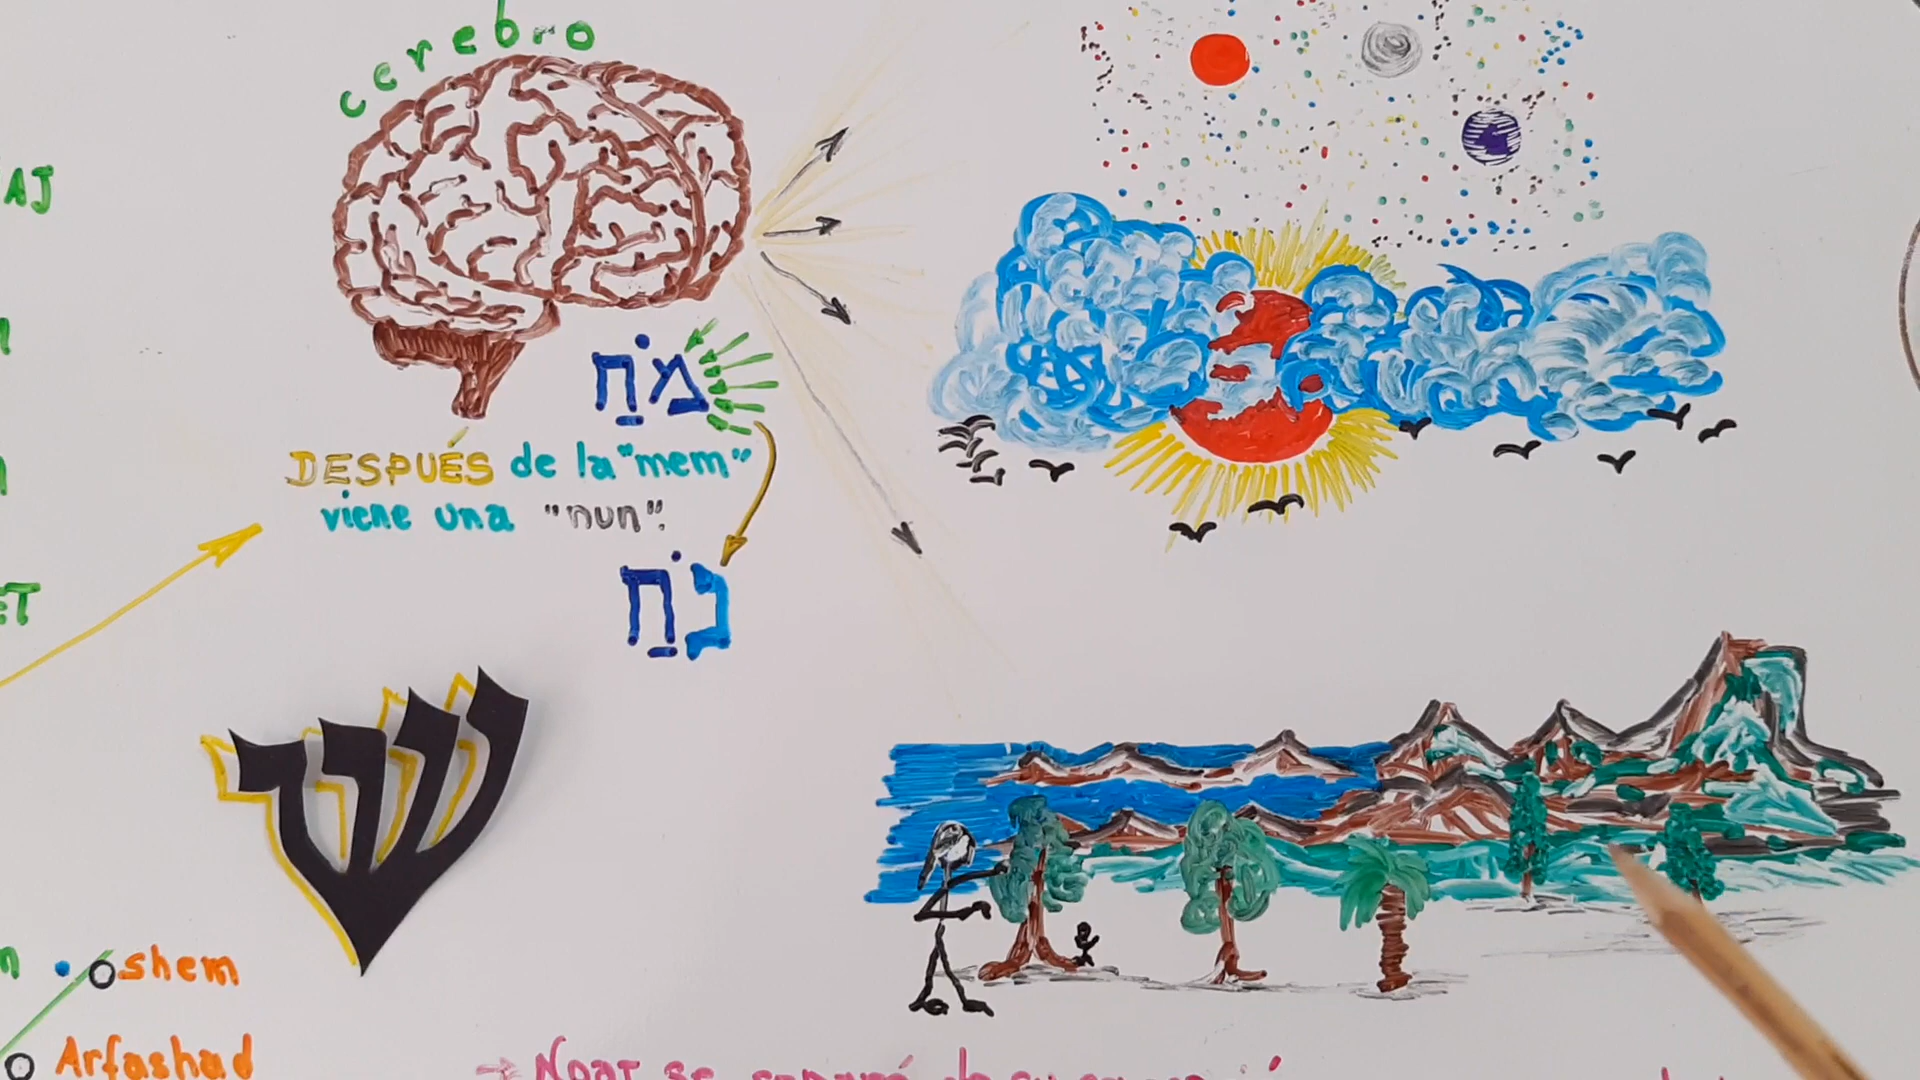 cerebro
AJ
מֹחַ
DESPUÉS de la "mem"
viene una "nun".
נֹחַ
ET
ש
shem
Arfashad